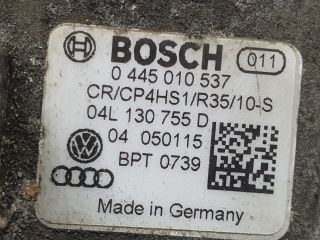 BOSCH 011
0 445 010 537
CR/CP4HS1/R35/10-S
04L 130 755 D
04 050115
BPT 0739
Made in Germany